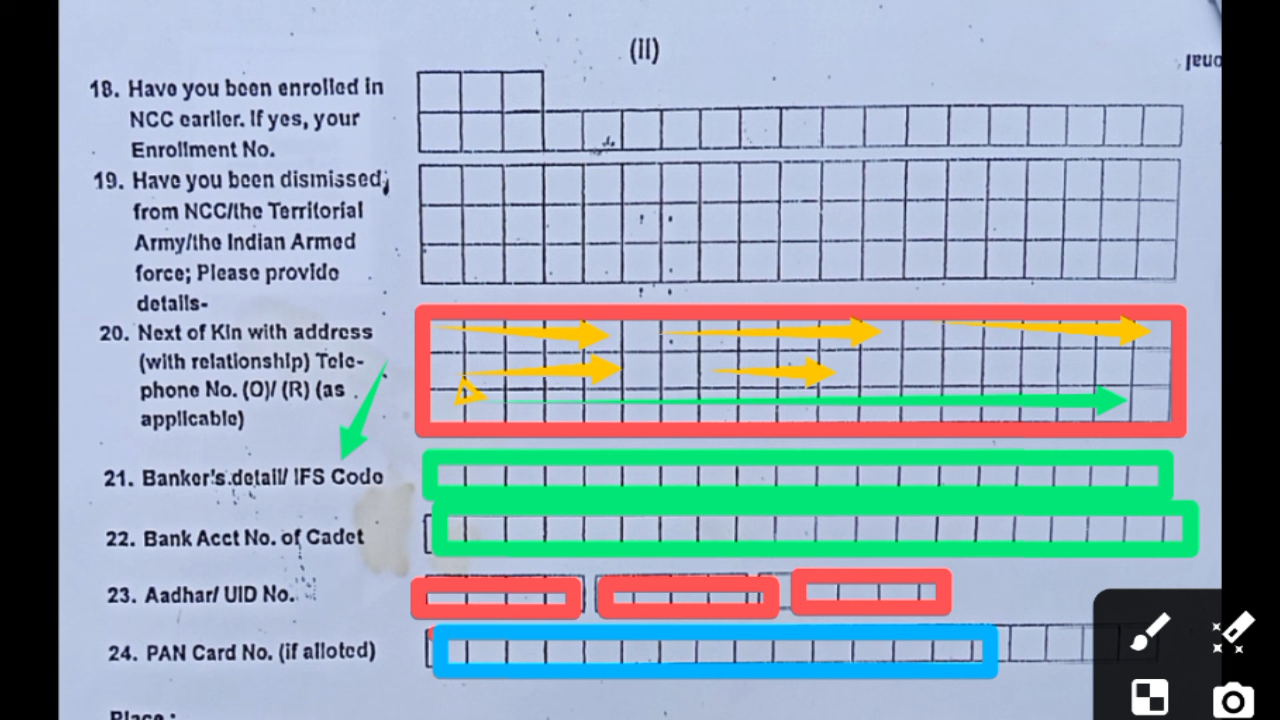 (II)
onal
18. Have you been enrolled in
NCC earlier. If yes, your
Enrollment No.
19. Have you been dismissed,
from NCC/the Territorial
Army/the Indian Armed
force; Please provide
details-
20. Next of Kin with address
(with relationship) Tele-
phone No. (O)/ (R) (as
applicable)
21. Banker's detail/ IFS Code
22. Bank Acct No. of Cadet
23. Aadhar/ UID No.
24. PAN Card No. (if alloted)
Place :